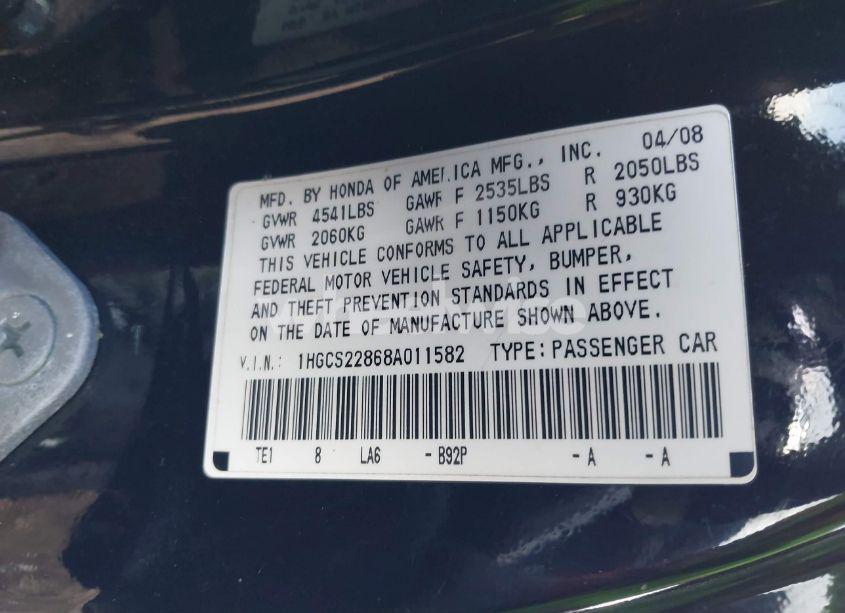 MFD. BY HONDA OF AMERICA MFG., INC. 04/08
GVWR 4541LBS GAWR F 2535LBS R 2050LBS
GVWR 2060KG GAWR F 1150KG R 930KG
THIS VEHICLE CONFORMS TO ALL APPLICABLE
FEDERAL MOTOR VEHICLE SAFETY, BUMPER,
AND THEFT PREVENTION STANDARDS IN EFFECT
ON THE DATE OF MANUFACTURE SHOWN ABOVE.
V.I.N.: 1HGCS22868A011582 TYPE:PASSENGER CAR
TE1 8 LA6 -B92P -A -A